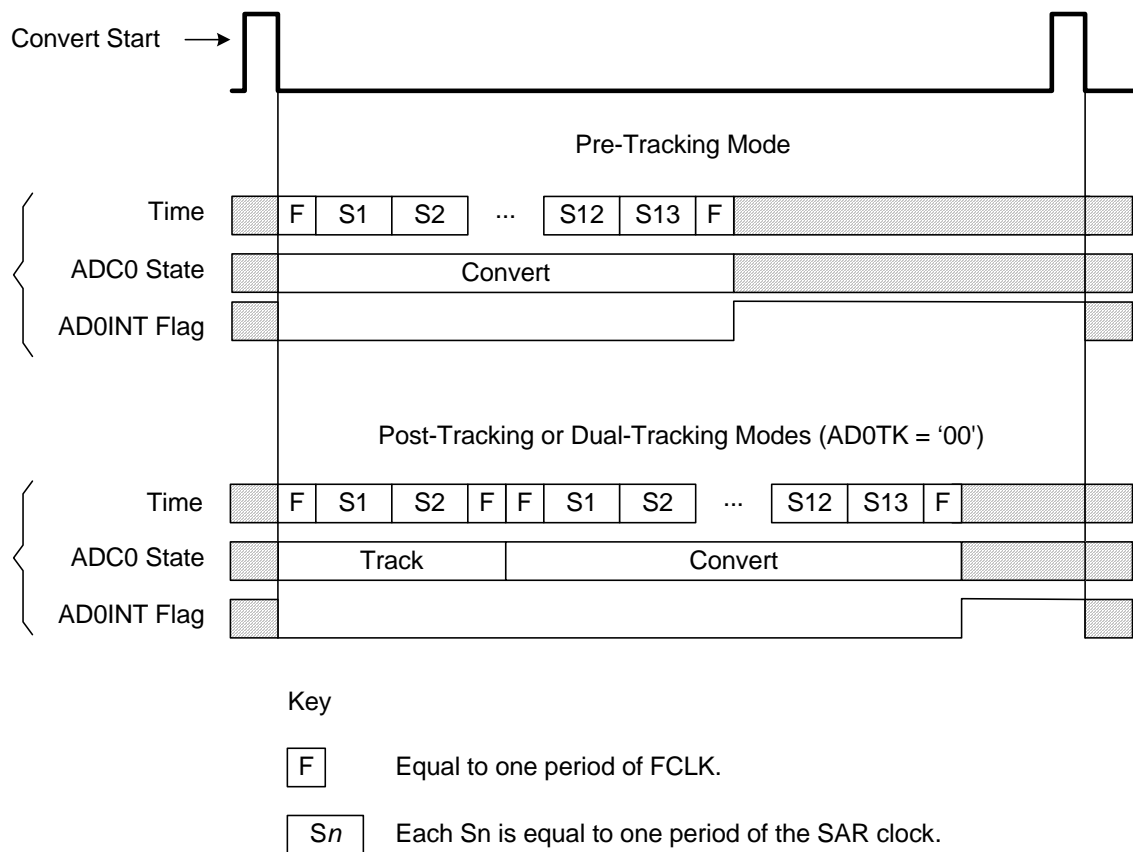 Convert Start
Pre-Tracking Mode
Time F S1 S2 ... S12 S13 F
ADC0 State Convert
AD0INT Flag
Post-Tracking or Dual-Tracking Modes (AD0TK = ‘00')
Time F S1 S2 F F S1 S2 ... S12 S13 F
ADC0 State Track Convert
AD0INT Flag
Key
F Equal to one period of FCLK.
Sn Each Sn is equal to one period of the SAR clock.